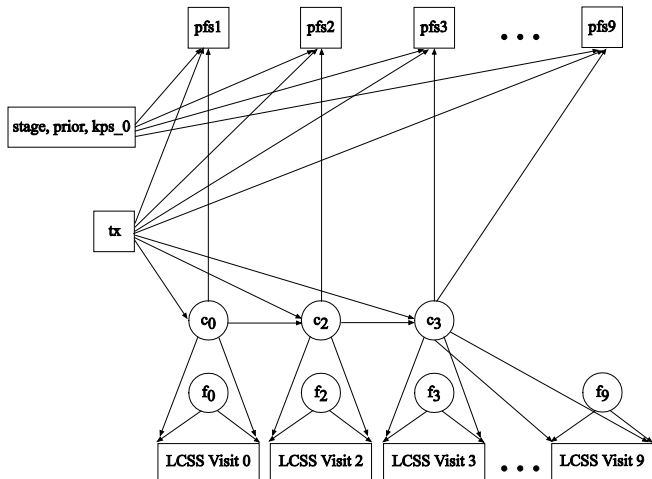 pfs1 pfs2 pfs3 ... pfs9
stage, prior, kps_0
tx
c0 c2 c3
f0 f2 f3 f9
LCSS Visit 0 LCSS Visit 2 LCSS Visit 3 ... LCSS Visit 9